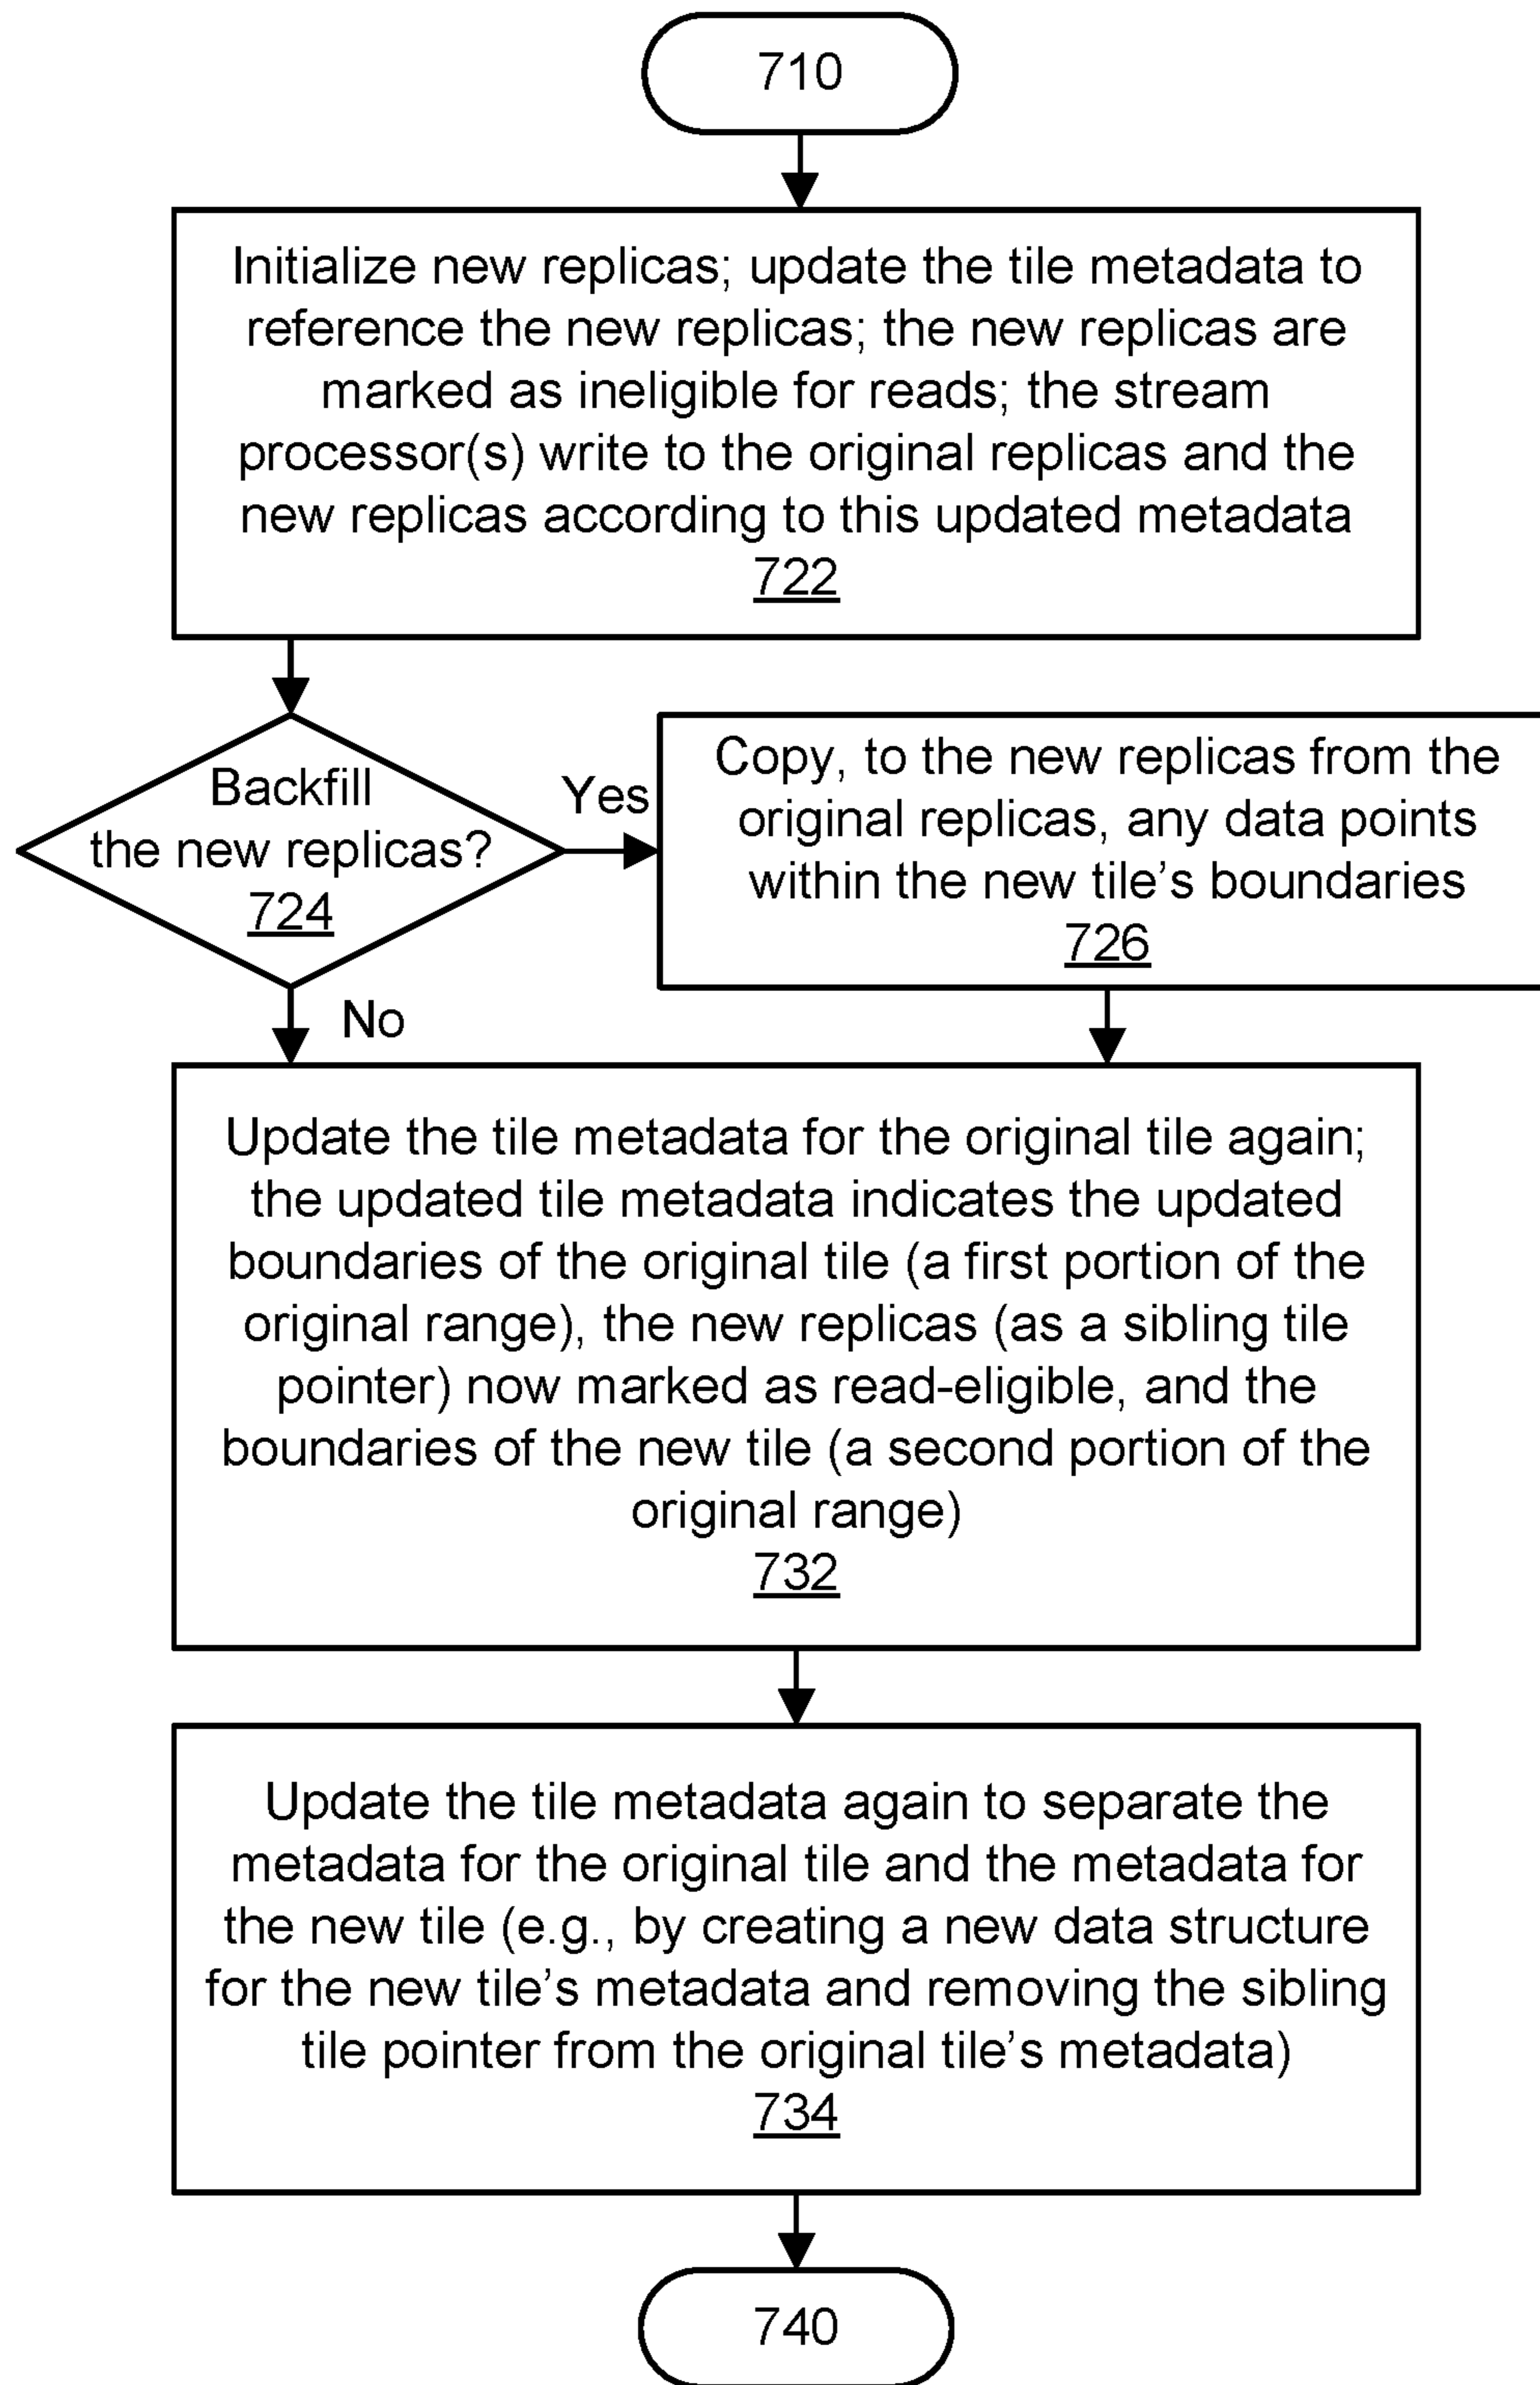 710
Initialize new replicas; update the tile metadata to
reference the new replicas; the new replicas are
marked as ineligible for reads; the stream
processor(s) write to the original replicas and the
new replicas according to this updated metadata
722
Backfill
the new replicas?
724
Yes
Copy, to the new replicas from the
original replicas, any data points
within the new tile's boundaries
726
No
Update the tile metadata for the original tile again;
the updated tile metadata indicates the updated
boundaries of the original tile (a first portion of the
original range), the new replicas (as a sibling tile
pointer) now marked as read-eligible, and the
boundaries of the new tile (a second portion of the
original range)
732
Update the tile metadata again to separate the
metadata for the original tile and the metadata for
the new tile (e.g., by creating a new data structure
for the new tile's metadata and removing the sibling
tile pointer from the original tile's metadata)
734
740